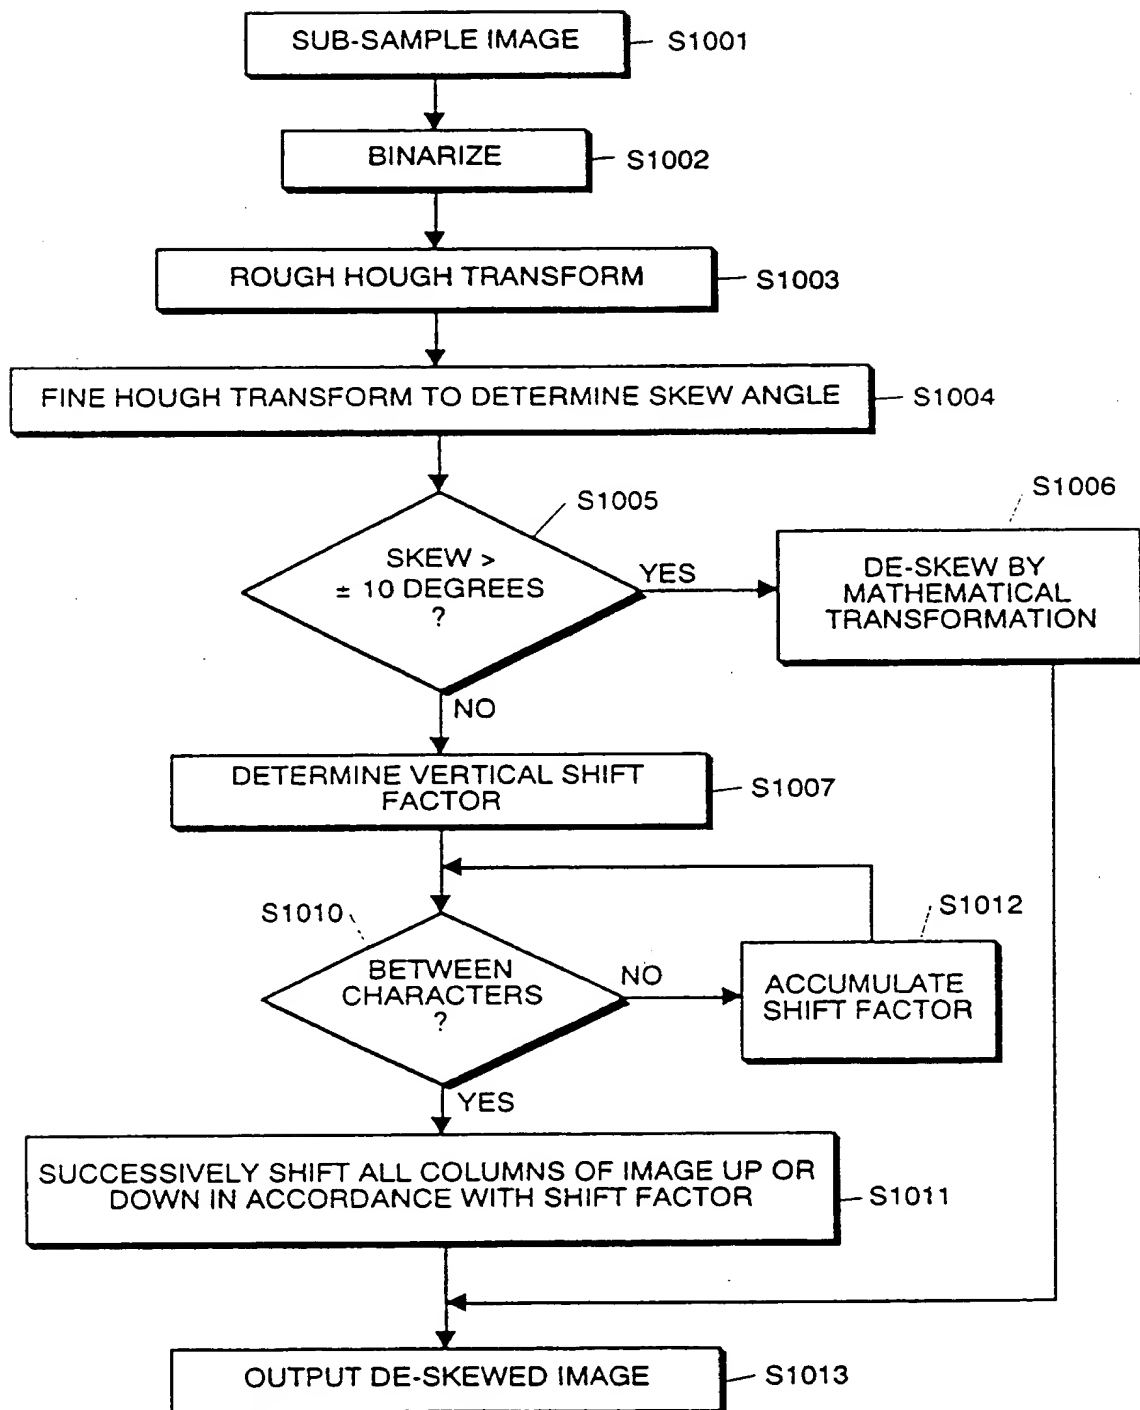 SUB-SAMPLE IMAGE
S1001
BINARIZE
S1002
ROUGH HOUGH TRANSFORM
S1003
FINE HOUGH TRANSFORM TO DETERMINE SKEW ANGLE
S1004
S1005
SKEW >
± 10 DEGREES
?
YES
S1006
DE-SKEW BY
MATHEMATICAL
TRANSFORMATION
NO
DETERMINE VERTICAL SHIFT
FACTOR
S1007
S1010
BETWEEN
CHARACTERS
?
NO
S1012
ACCUMULATE
SHIFT FACTOR
YES
SUCCESSIVELY SHIFT ALL COLUMNS OF IMAGE UP OR
DOWN IN ACCORDANCE WITH SHIFT FACTOR
S1011
OUTPUT DE-SKEWED IMAGE
S1013